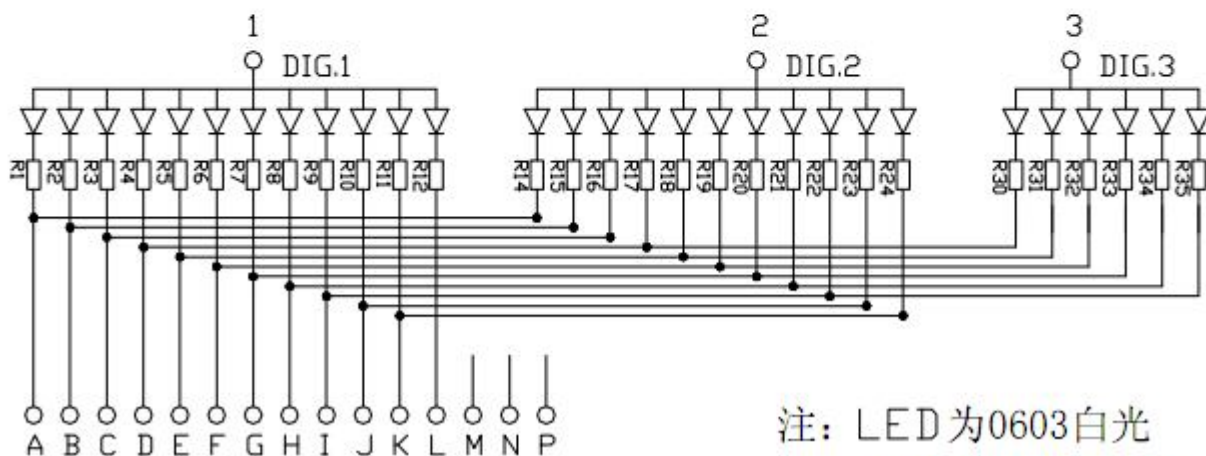 1 2 3
DIG.1 DIG.2 DIG.3
R1 R2 R3 R4 R5 R6 R7 R8 R9 R10 R11 R12 R14 R15 R16 R17 R18 R19 R20 R21 R22 R23 R24 R30 R31 R32 R33 R34 R35
A B C D E F G H I J K L M N P
注：LED为0603白光